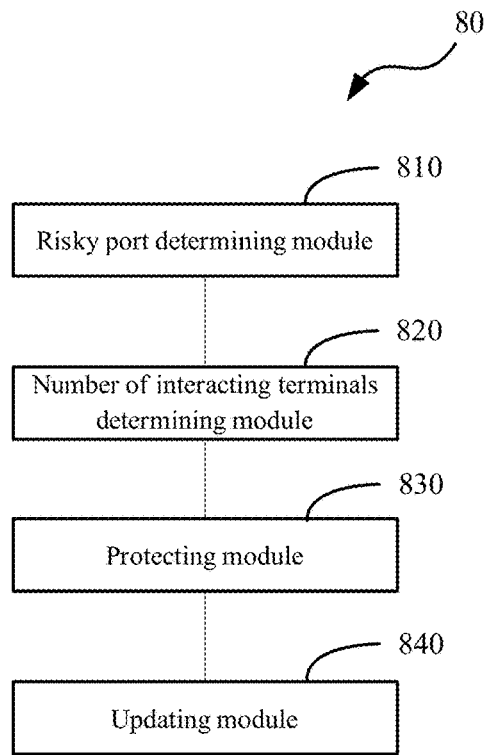 80
810
Risky port determining module
820
Number of interacting terminals
determining module
830
Protecting module
840
Updating module